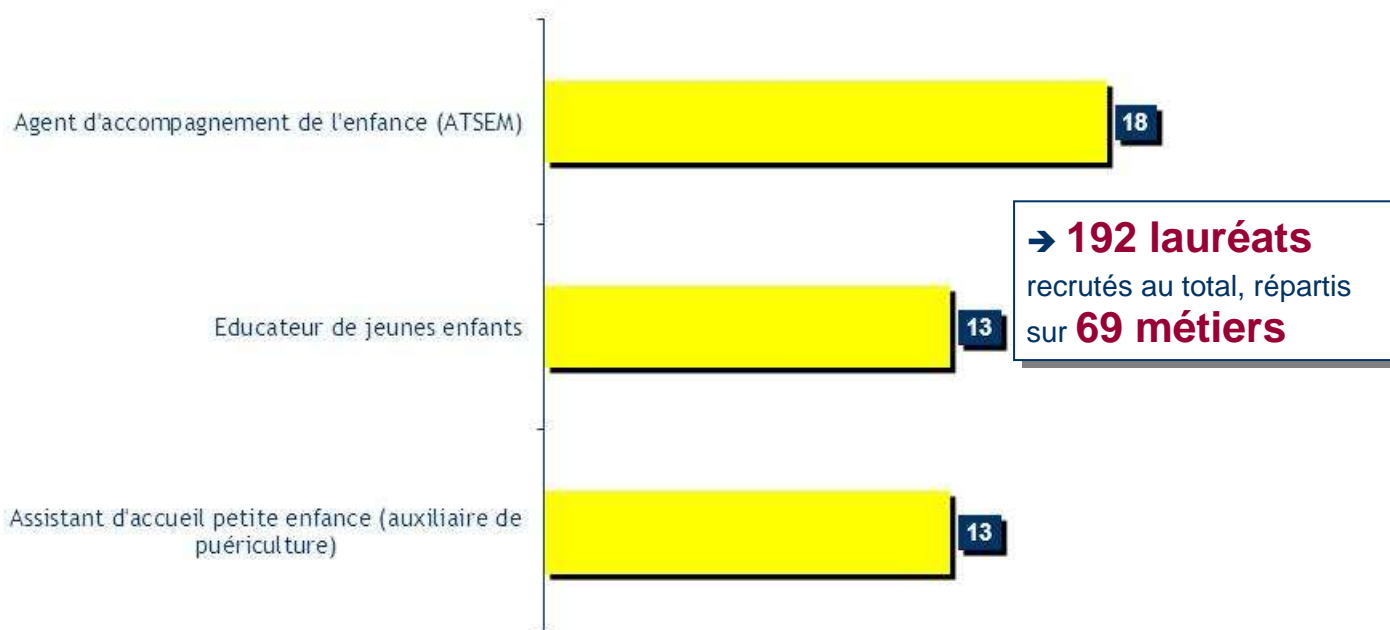 Agent d'accompagnement de l'enfance (ATSEM)
18
➔ 192 lauréats
recrutés au total, répartis
sur 69 métiers
Educateur de jeunes enfants
13
Assistant d'accueil petite enfance (auxiliaire de
puériculture)
13